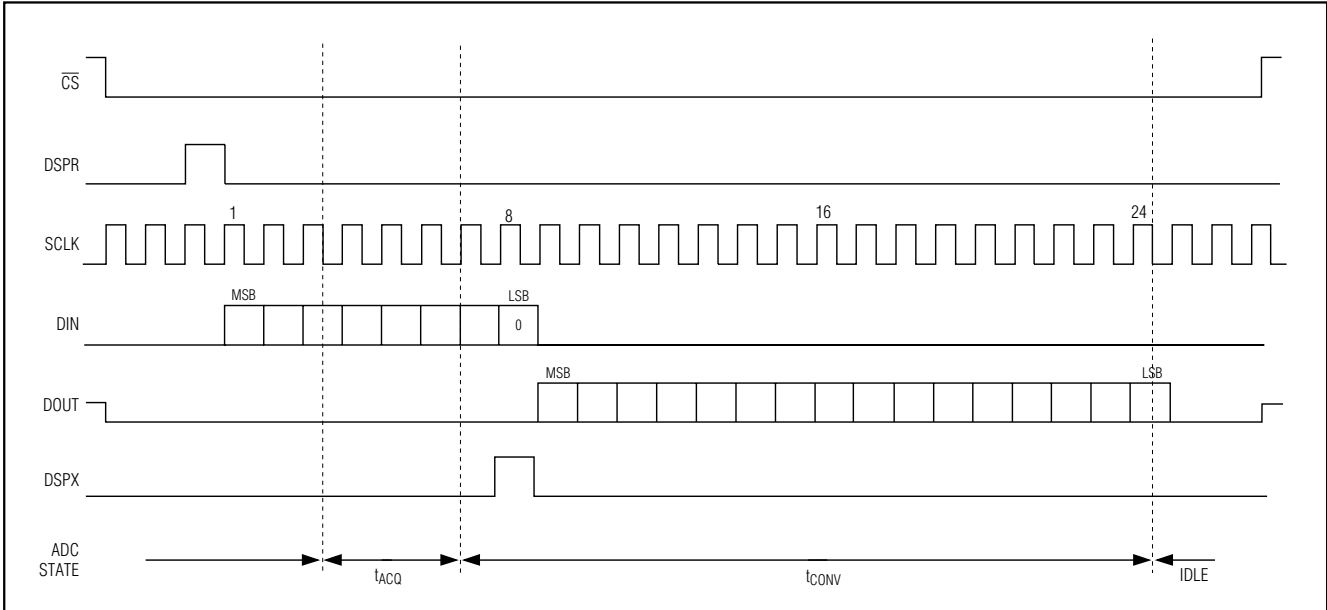 CS
DSPR
1
8
16
24
SCLK
MSB
LSB
DIN
0
MSB
LSB
DOUT
DSPX
ADC
STATE
tACQ
tCONV
IDLE